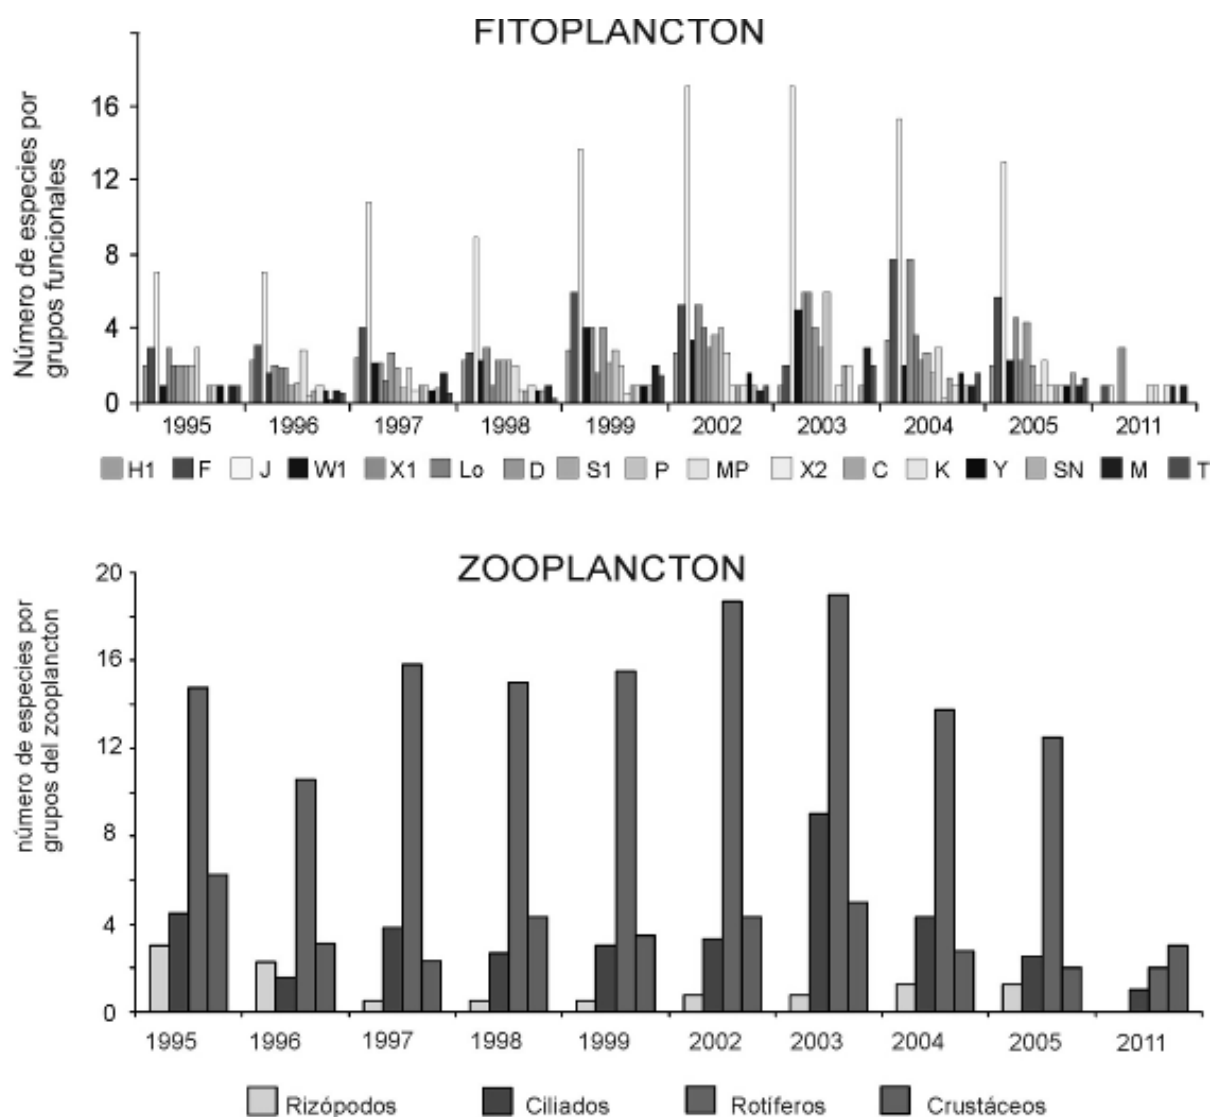 FITOPLANCTON
Número de especies por
grupos funcionales
16
12
8
4
0
1995 1996 1997 1998 1999 2002 2003 2004 2005 2011
H1 F J W1 X1 Lo D S1 P MP X2 C K Y SN M T
ZOOPLANCTON
número de especies por
grupos del zooplancton
20
16
12
8
4
0
1995 1996 1997 1998 1999 2002 2003 2004 2005 2011
Rizópodos Ciliados Rotíferos Crustáceos